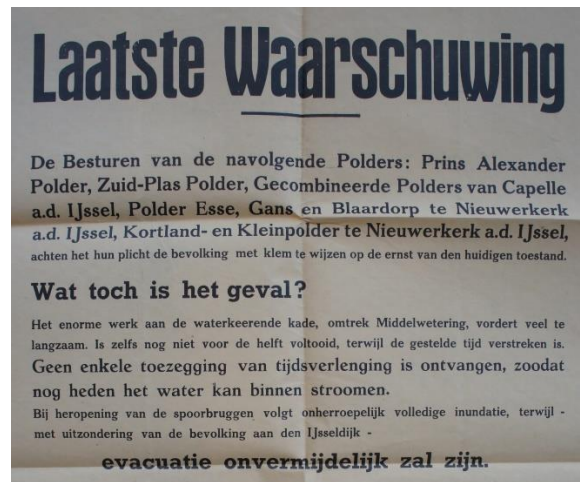 Laatste Waarschuwing
De Besturen van de navolgende Polders: Prins Alexander
Polder, Zuid-Plas Polder, Gecombineerde Polders van Capelle
a.d. IJssel, Polder Esse, Gans en Blaardorp te Nieuwerkerk
a.d. IJssel, Kortland- en Kleinpolder te Nieuwerkerk a.d. IJssel,
achten het hun plicht de bevolking met klem te wijzen op de ernst van den huidigen toestand.
Wat toch is het geval?
Het enorme werk aan de waterkeerende kade, omtrek Middelwetering, vordert veel te
langzaam. Is zelfs nog niet voor de helft voltooid, terwijl de gestelde tijd verstreken is.
Geen enkele toezegging van tijdsverlenging is ontvangen, zoodat
nog heden het water kan binnen stroomen.
Bij heropening van de spoorbruggen volgt onherroepelijk volledige inundatie, terwijl -
met uitzondering van de bevolking aan den IJsseldijk -
evacuatie onvermijdelijk zal zijn.